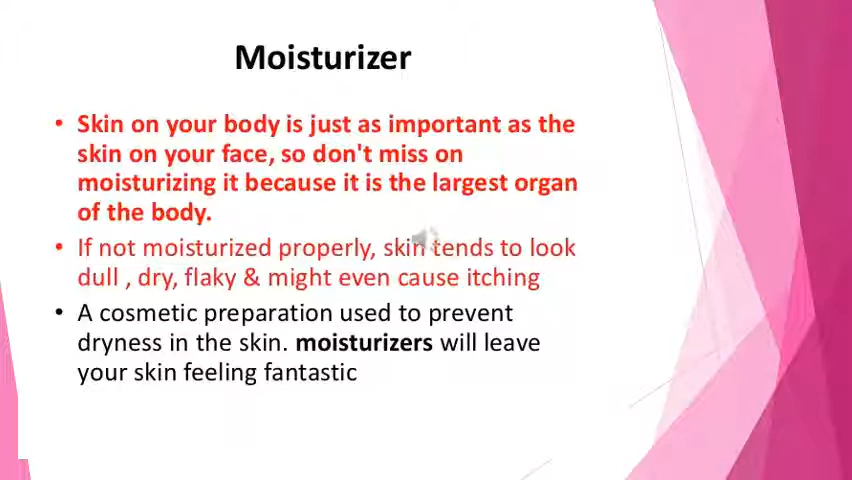 Moisturizer
• Skin on your body is just as important as the
skin on your face, so don't miss on
moisturizing it because it is the largest organ
of the body.
• If not moisturized properly, skin tends to look
dull , dry, flaky & might even cause itching
• A cosmetic preparation used to prevent
dryness in the skin. moisturizers will leave
your skin feeling fantastic